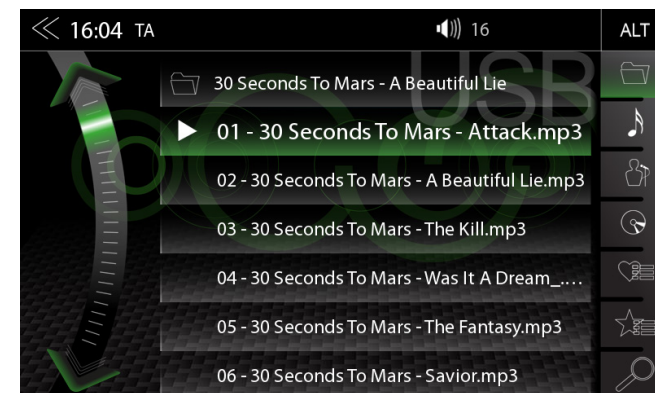 16:04 TA 16 ALT
USB
30 Seconds To Mars - A Beautiful Lie
01 - 30 Seconds To Mars - Attack.mp3
02 - 30 Seconds To Mars - A Beautiful Lie.mp3
03 - 30 Seconds To Mars - The Kill.mp3
04 - 30 Seconds To Mars - Was It A Dream_....
05 - 30 Seconds To Mars - The Fantasy.mp3
06 - 30 Seconds To Mars - Savior.mp3